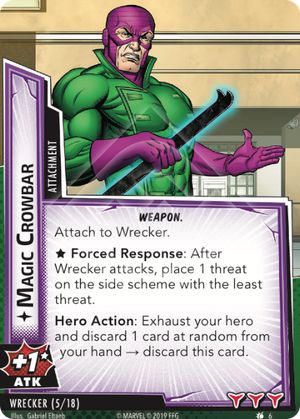 MAGIC CROWBAR
ATTACHMENT
WEAPON.
Attach to Wrecker.
★ Forced Response: After
Wrecker attacks, place 1 threat
on the side scheme with the least
threat.
Hero Action: Exhaust your hero
and discard 1 card at random from
your hand → discard this card.
+1
ATK
WRECKER (5/18)
Illus. Gabriel Eltaeb
© MARVEL © 2019 FFG
6